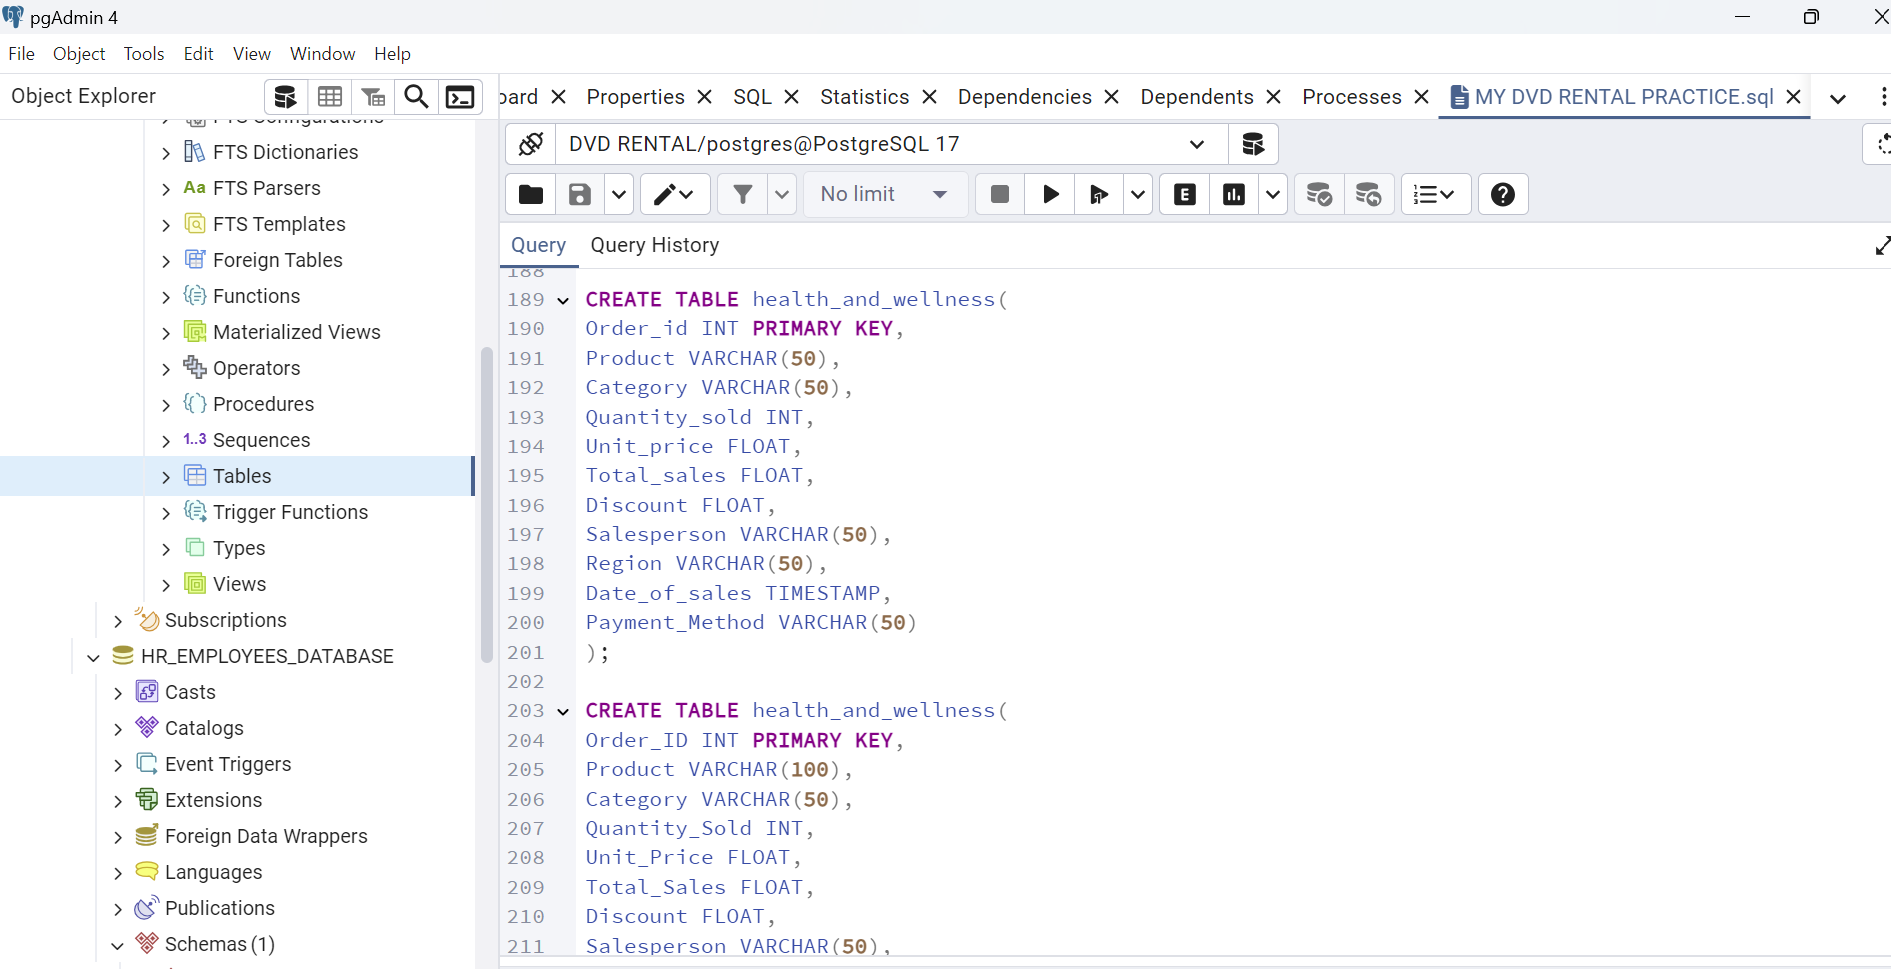 pgAdmin 4
File Object Tools Edit View Window Help
Object Explorer
oard Properties SQL Statistics Dependencies Dependents Processes MY DVD RENTAL PRACTICE.sql
DVD RENTAL/postgres@PostgreSQL 17
No limit
E
Query Query History
FTS Configurations
FTS Dictionaries
Aa FTS Parsers
FTS Templates
Foreign Tables
Functions
Materialized Views
Operators
Procedures
1..3 Sequences
Tables
Trigger Functions
Types
Views
Subscriptions
HR_EMPLOYEES_DATABASE
Casts
Catalogs
Event Triggers
Extensions
Foreign Data Wrappers
Languages
Publications
Schemas (1)
188
189 CREATE TABLE health_and_wellness(
190 Order_id INT PRIMARY KEY,
191 Product VARCHAR(50),
192 Category VARCHAR(50),
193 Quantity_sold INT,
194 Unit_price FLOAT,
195 Total_sales FLOAT,
196 Discount FLOAT,
197 Salesperson VARCHAR(50),
198 Region VARCHAR(50),
199 Date_of_sales TIMESTAMP,
200 Payment_Method VARCHAR(50)
201 );
202
203 CREATE TABLE health_and_wellness(
204 Order_ID INT PRIMARY KEY,
205 Product VARCHAR(100),
206 Category VARCHAR(50),
207 Quantity_Sold INT,
208 Unit_Price FLOAT,
209 Total_Sales FLOAT,
210 Discount FLOAT,
211 Salesperson VARCHAR(50),